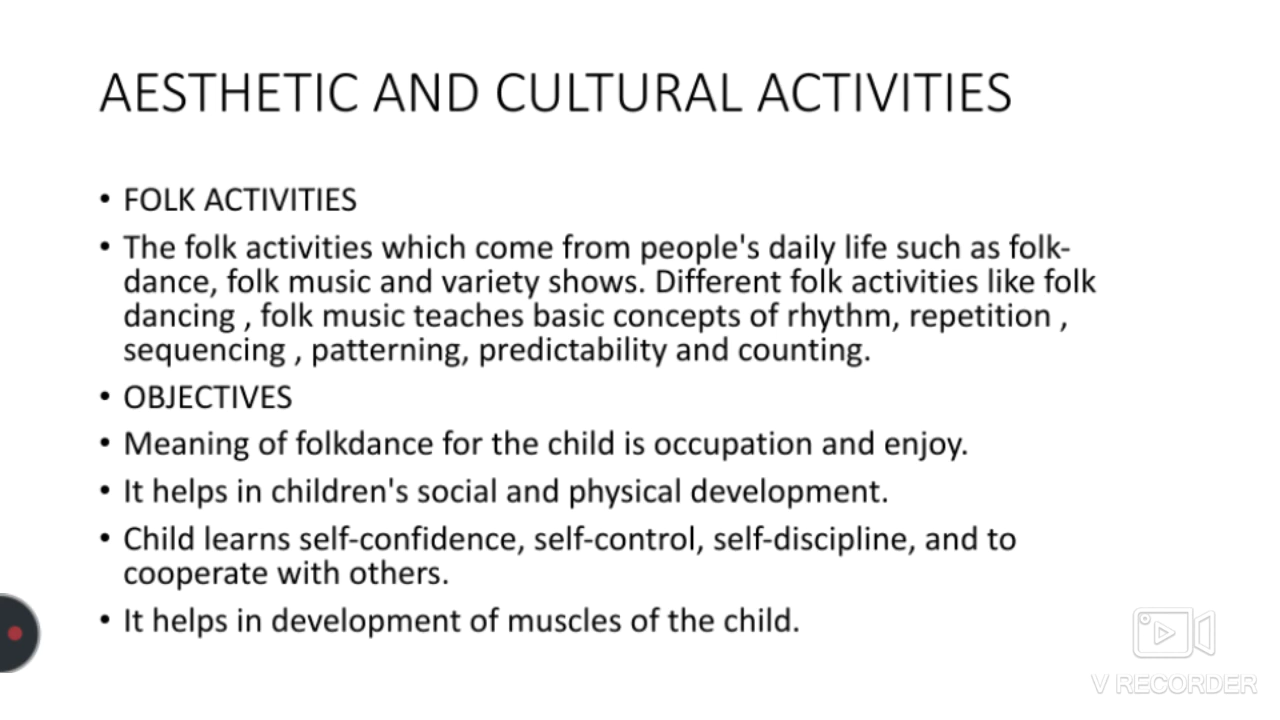 AESTHETIC AND CULTURAL ACTIVITIES
• FOLK ACTIVITIES
• The folk activities which come from people's daily life such as folk-
dance, folk music and variety shows. Different folk activities like folk
dancing , folk music teaches basic concepts of rhythm, repetition ,
sequencing , patterning, predictability and counting.
• OBJECTIVES
• Meaning of folkdance for the child is occupation and enjoy.
• It helps in children's social and physical development.
• Child learns self-confidence, self-control, self-discipline, and to
cooperate with others.
• It helps in development of muscles of the child.
V RECORDER